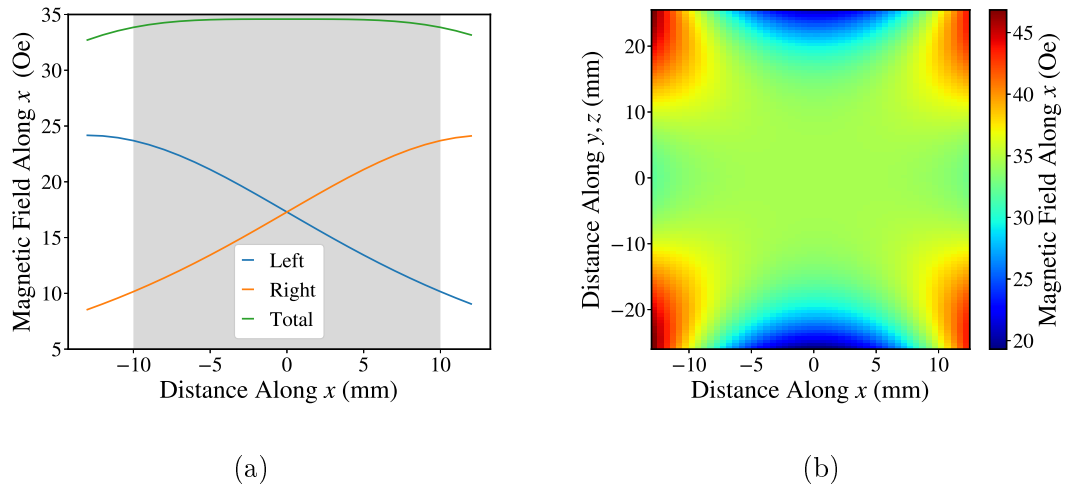 35
30
25
20
15
10
5
Magnetic Field Along x (Oe)
Left
Right
Total
−10 −5 0 5 10
Distance Along x (mm)
(a)
20
10
0
−10
−20
Distance Along y, z (mm)
−10 −5 0 5 10
Distance Along x (mm)
45
40
35
30
25
20
Magnetic Field Along x (Oe)
(b)